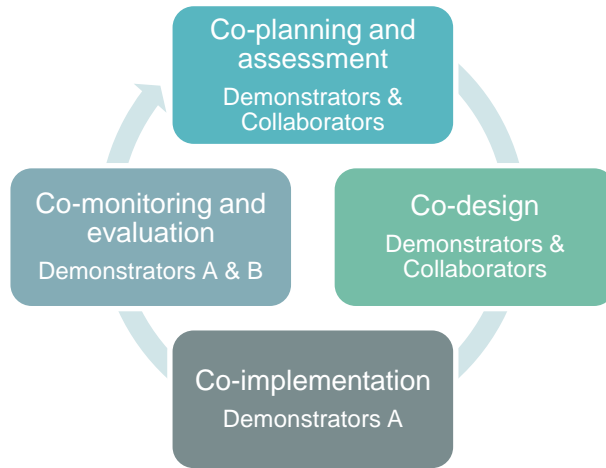 Co-planning and
assessment
Demonstrators &
Collaborators
Co-design
Demonstrators &
Collaborators
Co-implementation
Demonstrators A
Co-monitoring and
evaluation
Demonstrators A & B